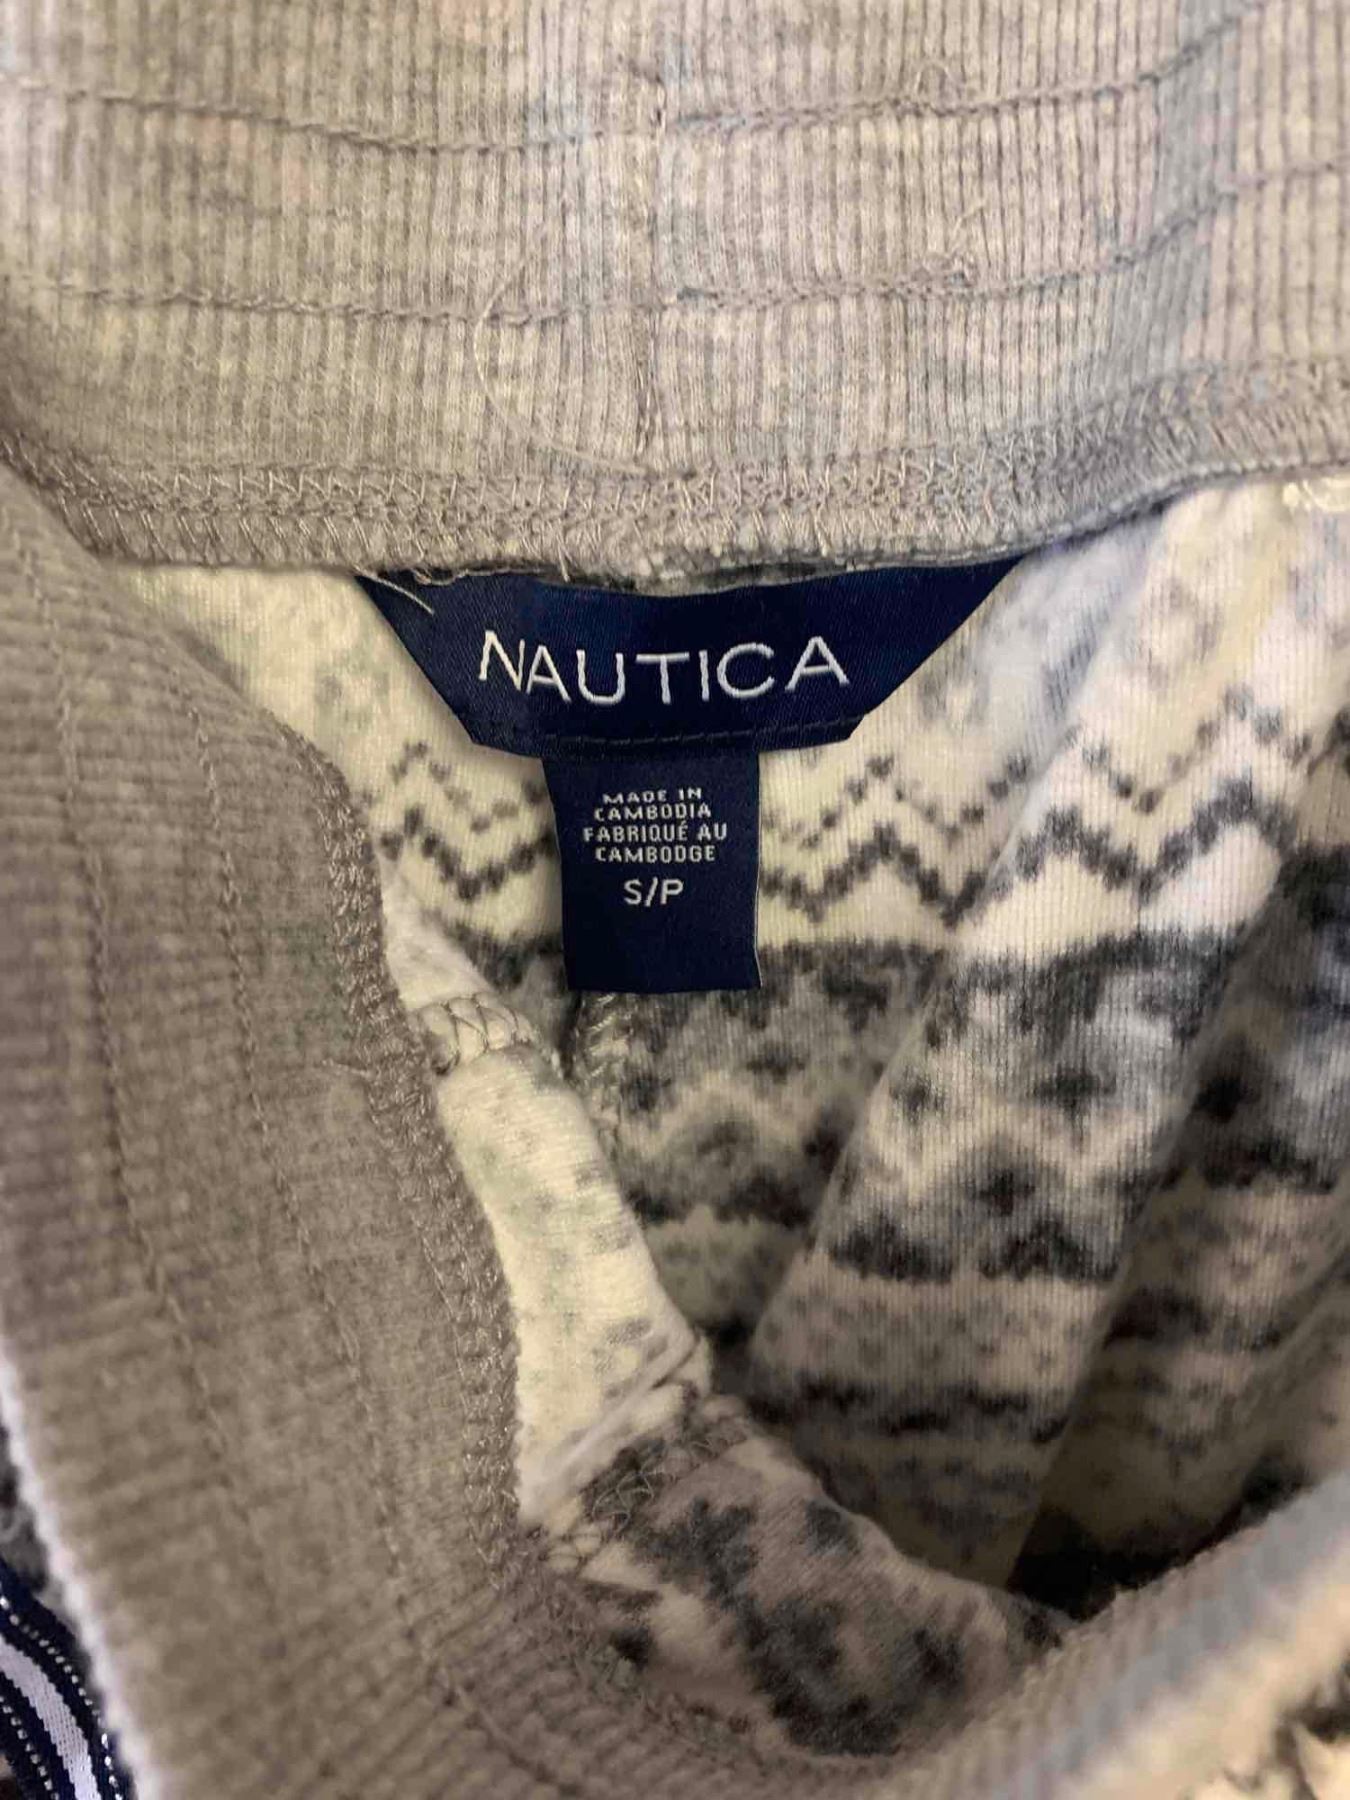 NAUTICA
MADE IN
CAMBODIA
FABRIQUÉ AU
CAMBODGE
S/P